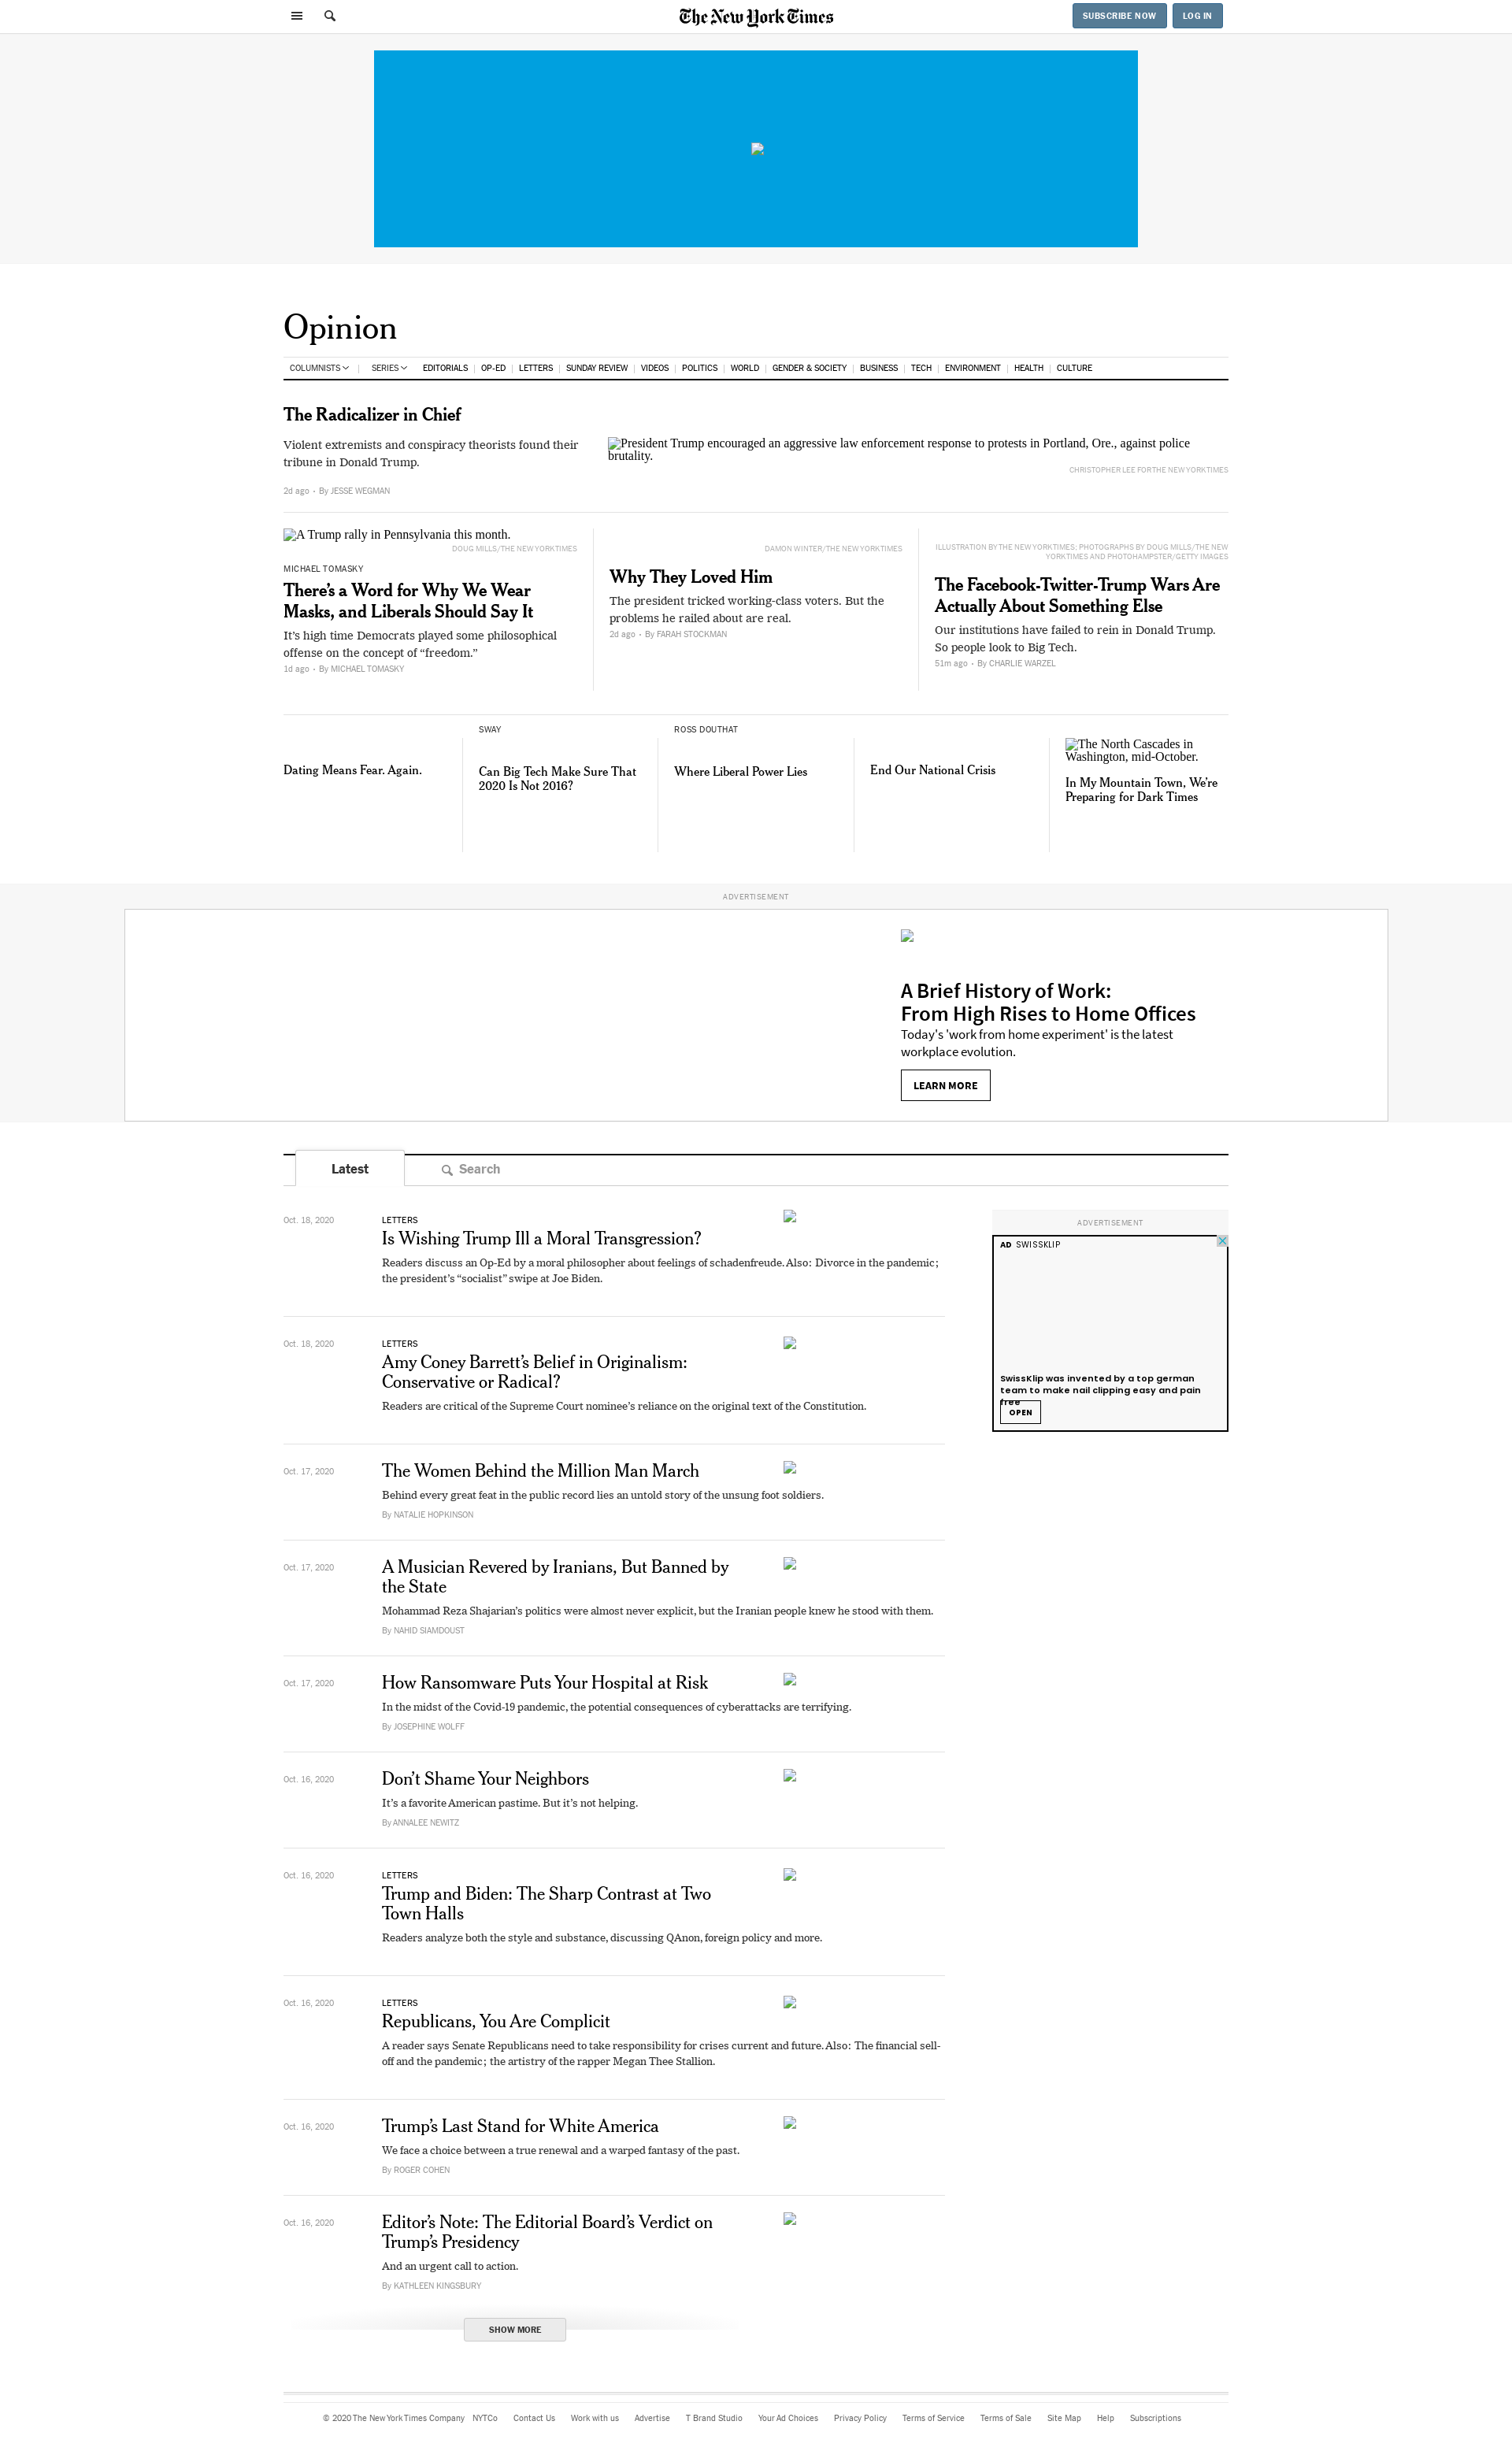 The New York Times
SUBSCRIBE NOW
LOG IN
Opinion
COLUMNISTS
SERIES
EDITORIALS
OP-ED
LETTERS
SUNDAY REVIEW
VIDEOS
POLITICS
WORLD
GENDER & SOCIETY
BUSINESS
TECH
ENVIRONMENT
HEALTH
CULTURE
The Radicalizer in Chief
Violent extremists and conspiracy theorists found their
tribune in Donald Trump.
2d ago • By JESSE WEGMAN
President Trump encouraged an aggressive law enforcement response to protests in Portland, Ore., against police
brutality.
CHRISTOPHER LEE FOR THE NEW YORK TIMES
A Trump rally in Pennsylvania this month.
DOUG MILLS/THE NEW YORK TIMES
MICHAEL TOMASKY
There’s a Word for Why We Wear
Masks, and Liberals Should Say It
It’s high time Democrats played some philosophical
offense on the concept of “freedom.”
1d ago • By MICHAEL TOMASKY
DAMON WINTER/THE NEW YORK TIMES
Why They Loved Him
The president tricked working-class voters. But the
problems he railed about are real.
2d ago • By FARAH STOCKMAN
ILLUSTRATION BY THE NEW YORK TIMES; PHOTOGRAPHS BY DOUG MILLS/THE NEW
YORK TIMES AND PHOTOHAMPSTER/GETTY IMAGES
The Facebook-Twitter-Trump Wars Are
Actually About Something Else
Our institutions have failed to rein in Donald Trump.
So people look to Big Tech.
51m ago • By CHARLIE WARZEL
Dating Means Fear. Again.
SWAY
Can Big Tech Make Sure That
2020 Is Not 2016?
ROSS DOUTHAT
Where Liberal Power Lies
End Our National Crisis
The North Cascades in
Washington, mid-October.
In My Mountain Town, We’re
Preparing for Dark Times
ADVERTISEMENT
A Brief History of Work:
From High Rises to Home Offices
Today's 'work from home experiment' is the latest
workplace evolution.
LEARN MORE
Latest
Search
Oct. 18, 2020
LETTERS
Is Wishing Trump Ill a Moral Transgression?
Readers discuss an Op-Ed by a moral philosopher about feelings of schadenfreude. Also: Divorce in the pandemic;
the president’s “socialist” swipe at Joe Biden.
ADVERTISEMENT
AD SWISSKLIP
SwissKlip was invented by a top german
team to make nail clipping easy and pain
free
OPEN
Oct. 18, 2020
LETTERS
Amy Coney Barrett’s Belief in Originalism:
Conservative or Radical?
Readers are critical of the Supreme Court nominee’s reliance on the original text of the Constitution.
Oct. 17, 2020
The Women Behind the Million Man March
Behind every great feat in the public record lies an untold story of the unsung foot soldiers.
By NATALIE HOPKINSON
Oct. 17, 2020
A Musician Revered by Iranians, But Banned by
the State
Mohammad Reza Shajarian’s politics were almost never explicit, but the Iranian people knew he stood with them.
By NAHID SIAMDOUST
Oct. 17, 2020
How Ransomware Puts Your Hospital at Risk
In the midst of the Covid-19 pandemic, the potential consequences of cyberattacks are terrifying.
By JOSEPHINE WOLFF
Oct. 16, 2020
Don’t Shame Your Neighbors
It’s a favorite American pastime. But it’s not helping.
By ANNALEE NEWITZ
Oct. 16, 2020
LETTERS
Trump and Biden: The Sharp Contrast at Two
Town Halls
Readers analyze both the style and substance, discussing QAnon, foreign policy and more.
Oct. 16, 2020
LETTERS
Republicans, You Are Complicit
A reader says Senate Republicans need to take responsibility for crises current and future. Also: The financial sell-
off and the pandemic; the artistry of the rapper Megan Thee Stallion.
Oct. 16, 2020
Trump’s Last Stand for White America
We face a choice between a true renewal and a warped fantasy of the past.
By ROGER COHEN
Oct. 16, 2020
Editor’s Note: The Editorial Board’s Verdict on
Trump’s Presidency
And an urgent call to action.
By KATHLEEN KINGSBURY
SHOW MORE
© 2020 The New York Times Company NYTCo Contact Us Work with us Advertise T Brand Studio Your Ad Choices Privacy Policy Terms of Service Terms of Sale Site Map Help Subscriptions